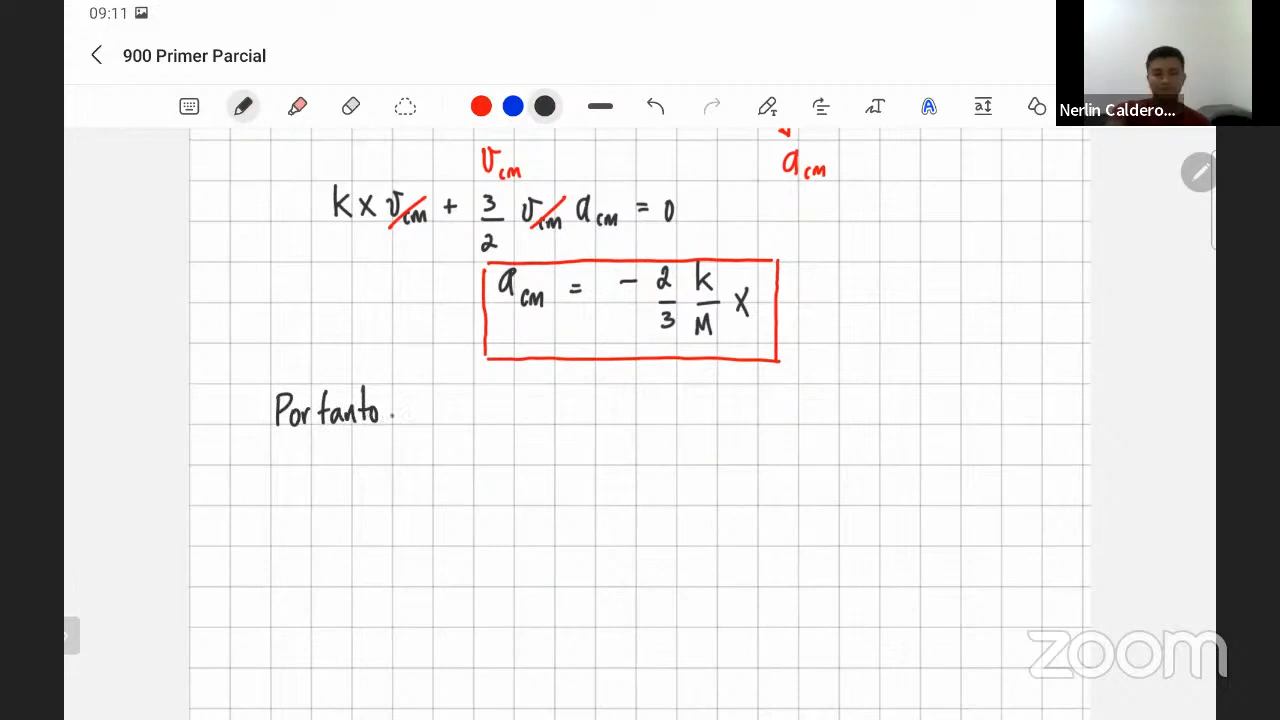 09:11
900 Primer Parcial
Nerlin Caldero...
v_cm
a_cm
k x v_cm + 3/2 v_cm a_cm = 0
a_cm = - 2/3 k/M x
Por tanto
zoom